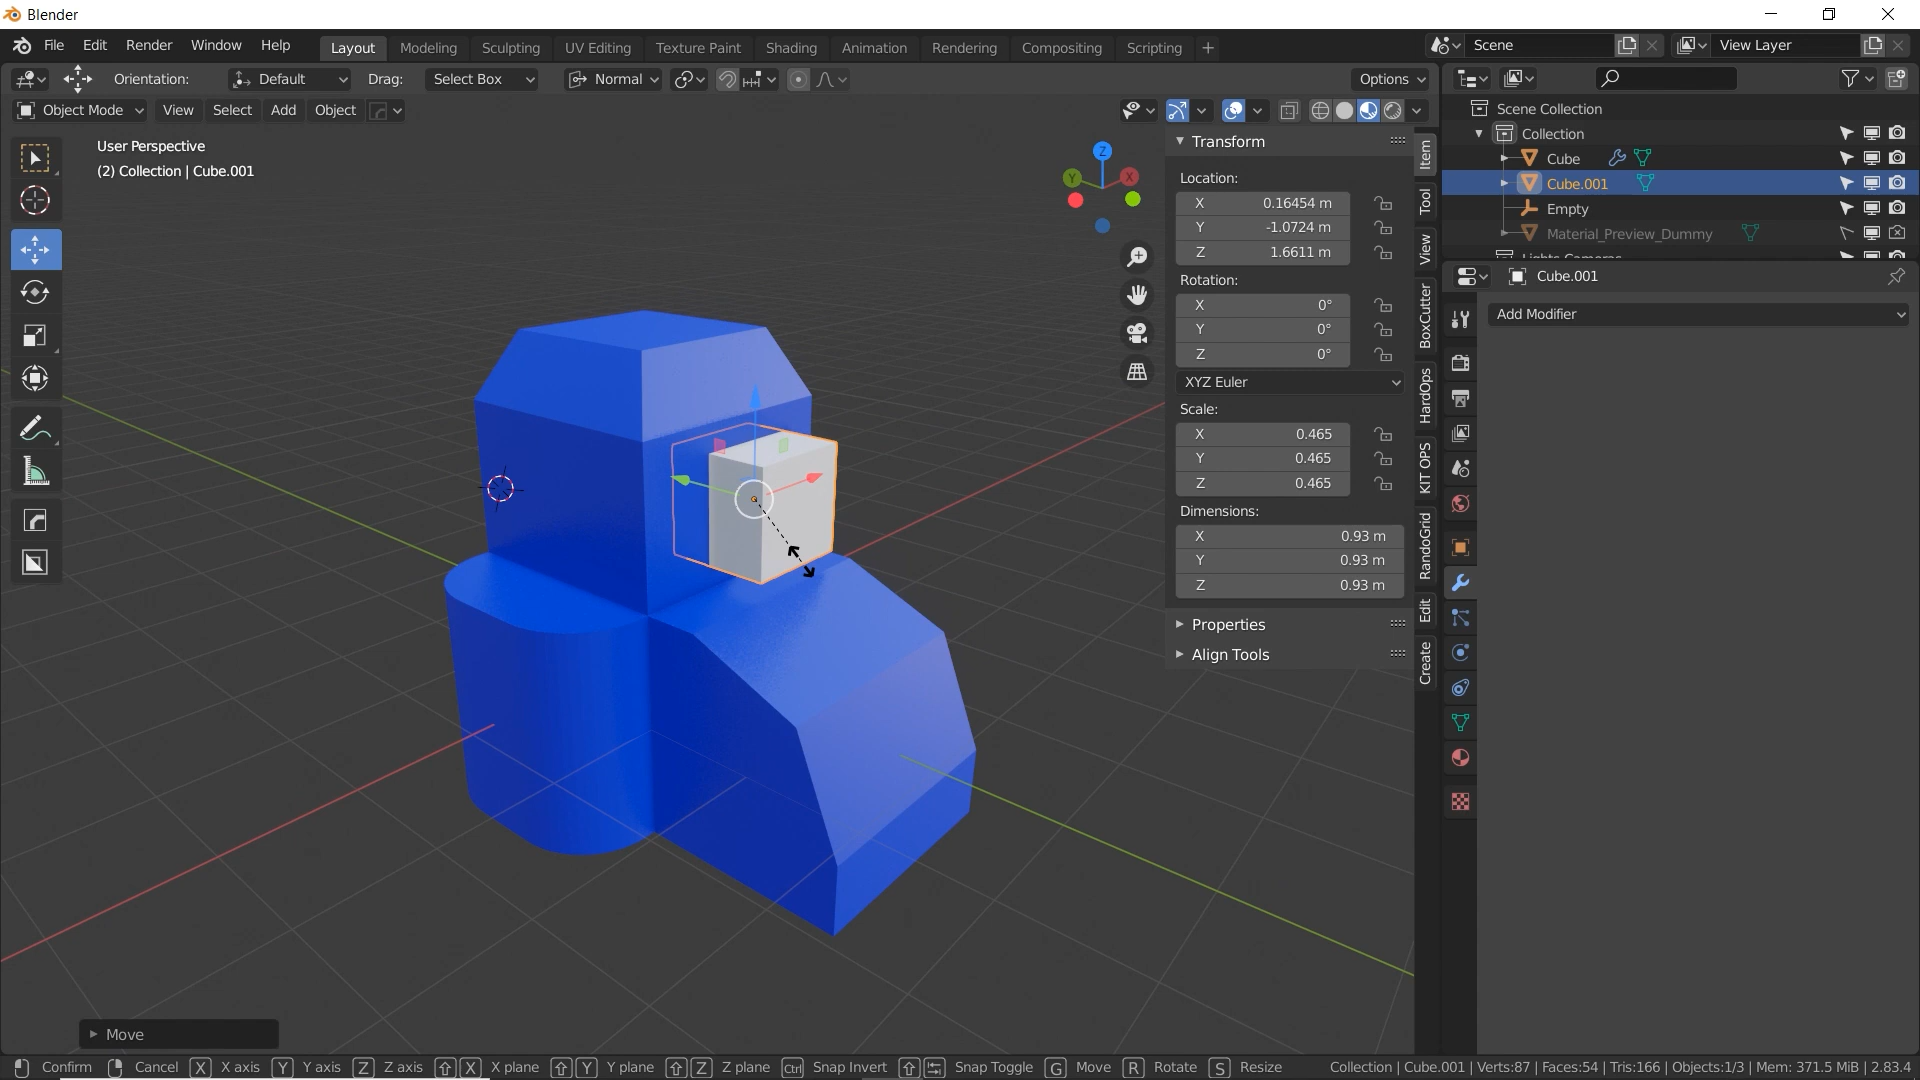 Blender
File Edit Render Window Help Layout Modeling Sculpting UV Editing Texture Paint Shading Animation Rendering Compositing Scripting + Scene View Layer
Orientation: Default Drag: Select Box Normal Options
Object Mode View Select Add Object
User Perspective
(2) Collection | Cube.001
Z
Y
X
Transform
Location:
X 0.16454 m
Y -1.0724 m
Z 1.6611 m
Rotation:
X 0°
Y 0°
Z 0°
XYZ Euler
Scale:
X 0.465
Y 0.465
Z 0.465
Dimensions:
X 0.93 m
Y 0.93 m
Z 0.93 m
Properties
Align Tools
Item
Tool
View
BoxCutter
HardOps
KIT OPS
RandoGrid
Edit
Create
Scene Collection
Collection
Cube
Cube.001
Empty
Material_Preview_Dummy
Lights Cameras
Cube.001
Add Modifier
Move
Confirm Cancel X X axis Y Y axis Z Z axis X X plane Y Y plane Z Z plane Ctrl Snap Invert Snap Toggle G Move R Rotate S Resize Collection | Cube.001 | Verts:87 | Faces:54 | Tris:166 | Objects:1/3 | Mem: 371.5 MiB | 2.83.4